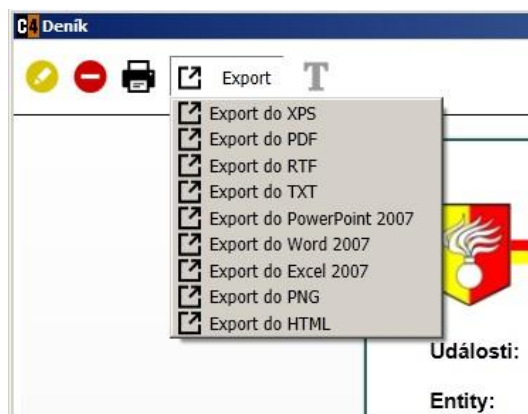 C4 Deník
Export T
Export do XPS
Export do PDF
Export do RTF
Export do TXT
Export do PowerPoint 2007
Export do Word 2007
Export do Excel 2007
Export do PNG
Export do HTML
Události:
Entity: